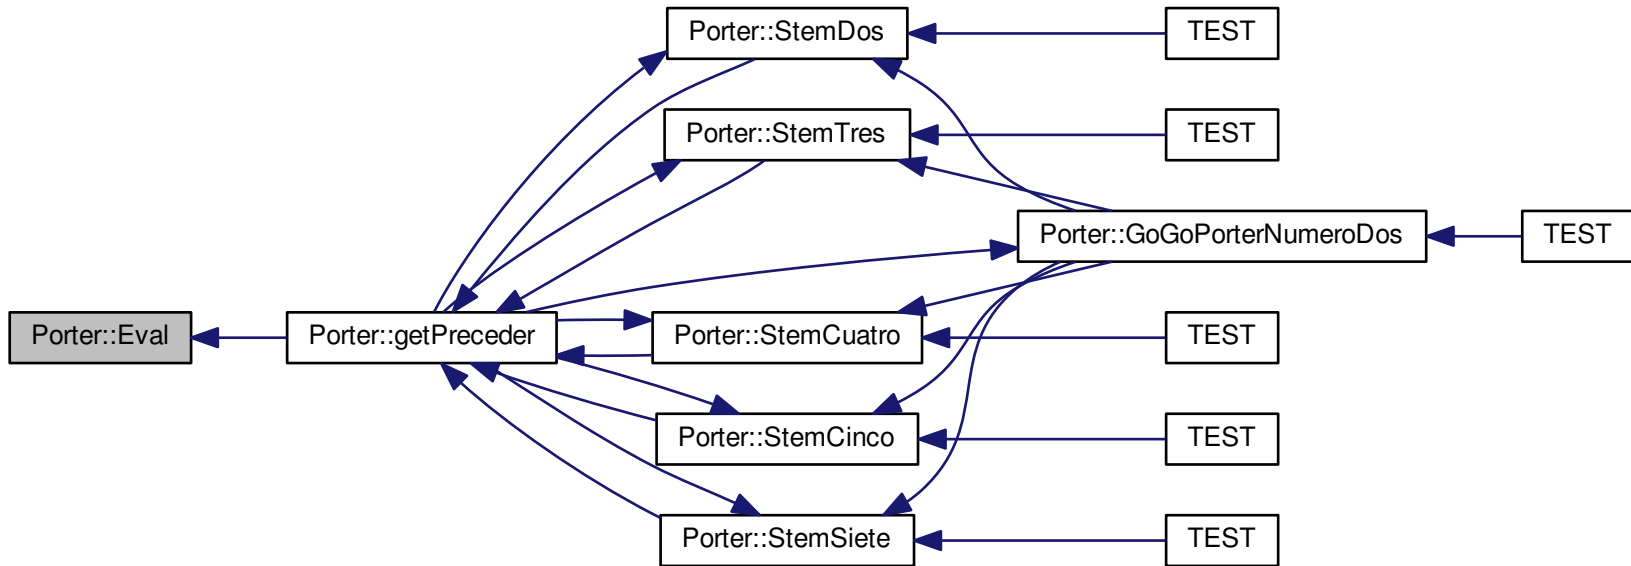 Porter::StemDos
TEST
Porter::StemTres
TEST
Porter::GoGoPorterNumeroDos
TEST
Porter::Eval
Porter::getPreceder
Porter::StemCuatro
TEST
Porter::StemCinco
TEST
Porter::StemSiete
TEST